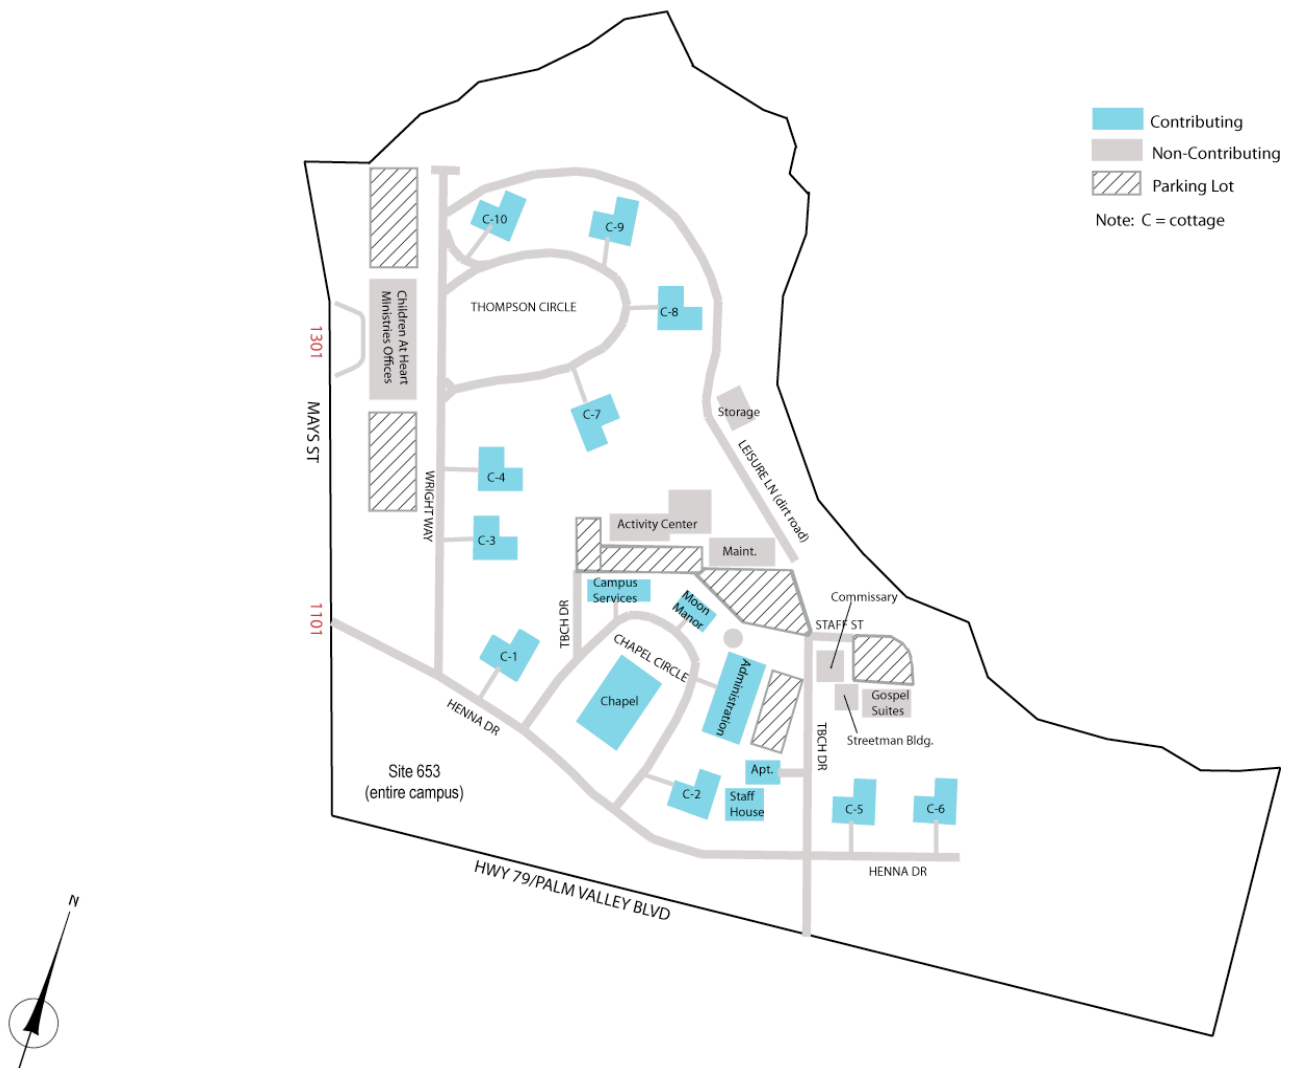 Contributing
Non-Contributing
Parking Lot
Note:  C = cottage
C-10
C-9
THOMPSON CIRCLE
C-8
Children At Heart
Ministries Offices
1301
MAYS ST
C-7
Storage
LEISURE LN (dirt road)
C-4
WRIGHT WAY
C-3
Activity Center
Maint.
Campus
Services
Moon
Manor
Commissary
STAFF ST
1101
TBCH DR
CHAPEL CIRCLE
C-1
Administration
Chapel
Gospel
Suites
HENNA DR
TBCH DR
Streetman Bldg.
Site 653
(entire campus)
Apt.
C-2
Staff
House
C-5
C-6
HENNA DR
HWY 79/PALM VALLEY BLVD
N